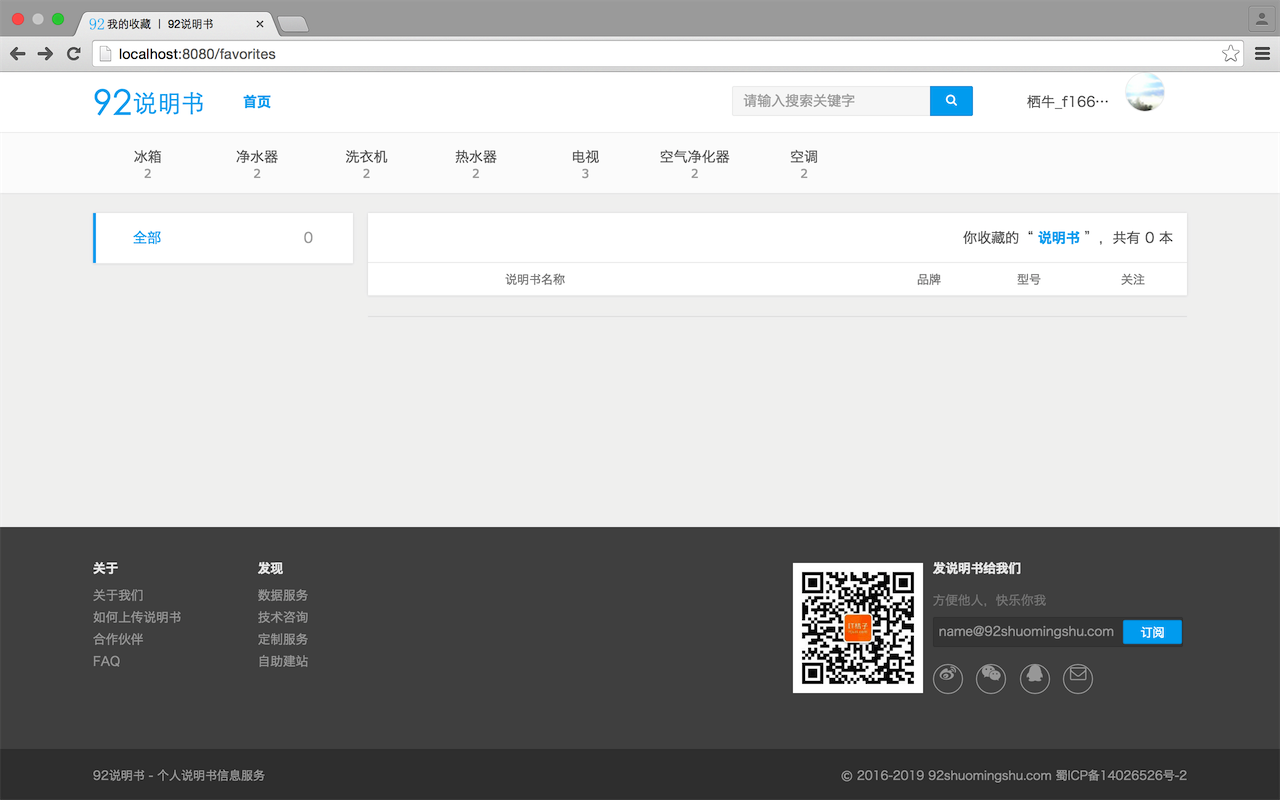 92 我的收藏 | 92说明书
localhost:8080/favorites
92说明书
首页
请输入搜索关键字
栖牛_f166…
冰箱 净水器 洗衣机 热水器 电视 空气净化器 空调
2 2 2 2 3 2 2
全部 0
你收藏的 “ 说明书 ” ，共有 0 本
说明书名称 品牌 型号 关注
关于
关于我们
如何上传说明书
合作伙伴
FAQ
发现
数据服务
技术咨询
定制服务
自助建站
发说明书给我们
方便他人，快乐你我
name@92shuomingshu.com 订阅
92说明书 - 个人说明书信息服务
© 2016-2019 92shuomingshu.com 蜀ICP备14026526号-2